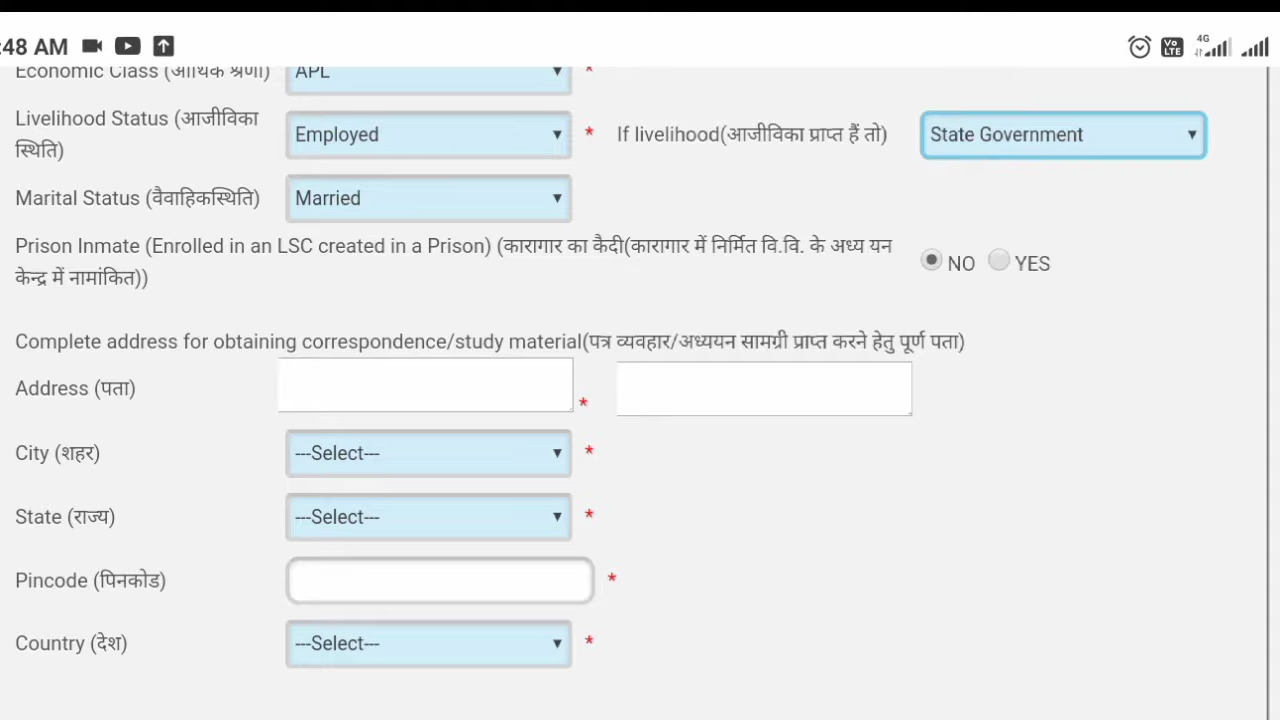 :48 AM
4G
Vo LTE
Economic Class (आर्थिक श्रेणी) APL *
Livelihood Status (आजीविका स्थिति) Employed * If livelihood(आजीविका प्राप्त हैं तो) State Government
Marital Status (वैवाहिकस्थिति) Married
Prison Inmate (Enrolled in an LSC created in a Prison) (कारागार का कैदी(कारागार में निर्मित वि.वि. के अध्य यन
केन्द्र में नामांकित)) NO YES
Complete address for obtaining correspondence/study material(पत्र व्यवहार/अध्ययन सामग्री प्राप्त करने हेतु पूर्ण पता)
Address (पता) *
City (शहर) ---Select--- *
State (राज्य) ---Select--- *
Pincode (पिनकोड) *
Country (देश) ---Select--- *